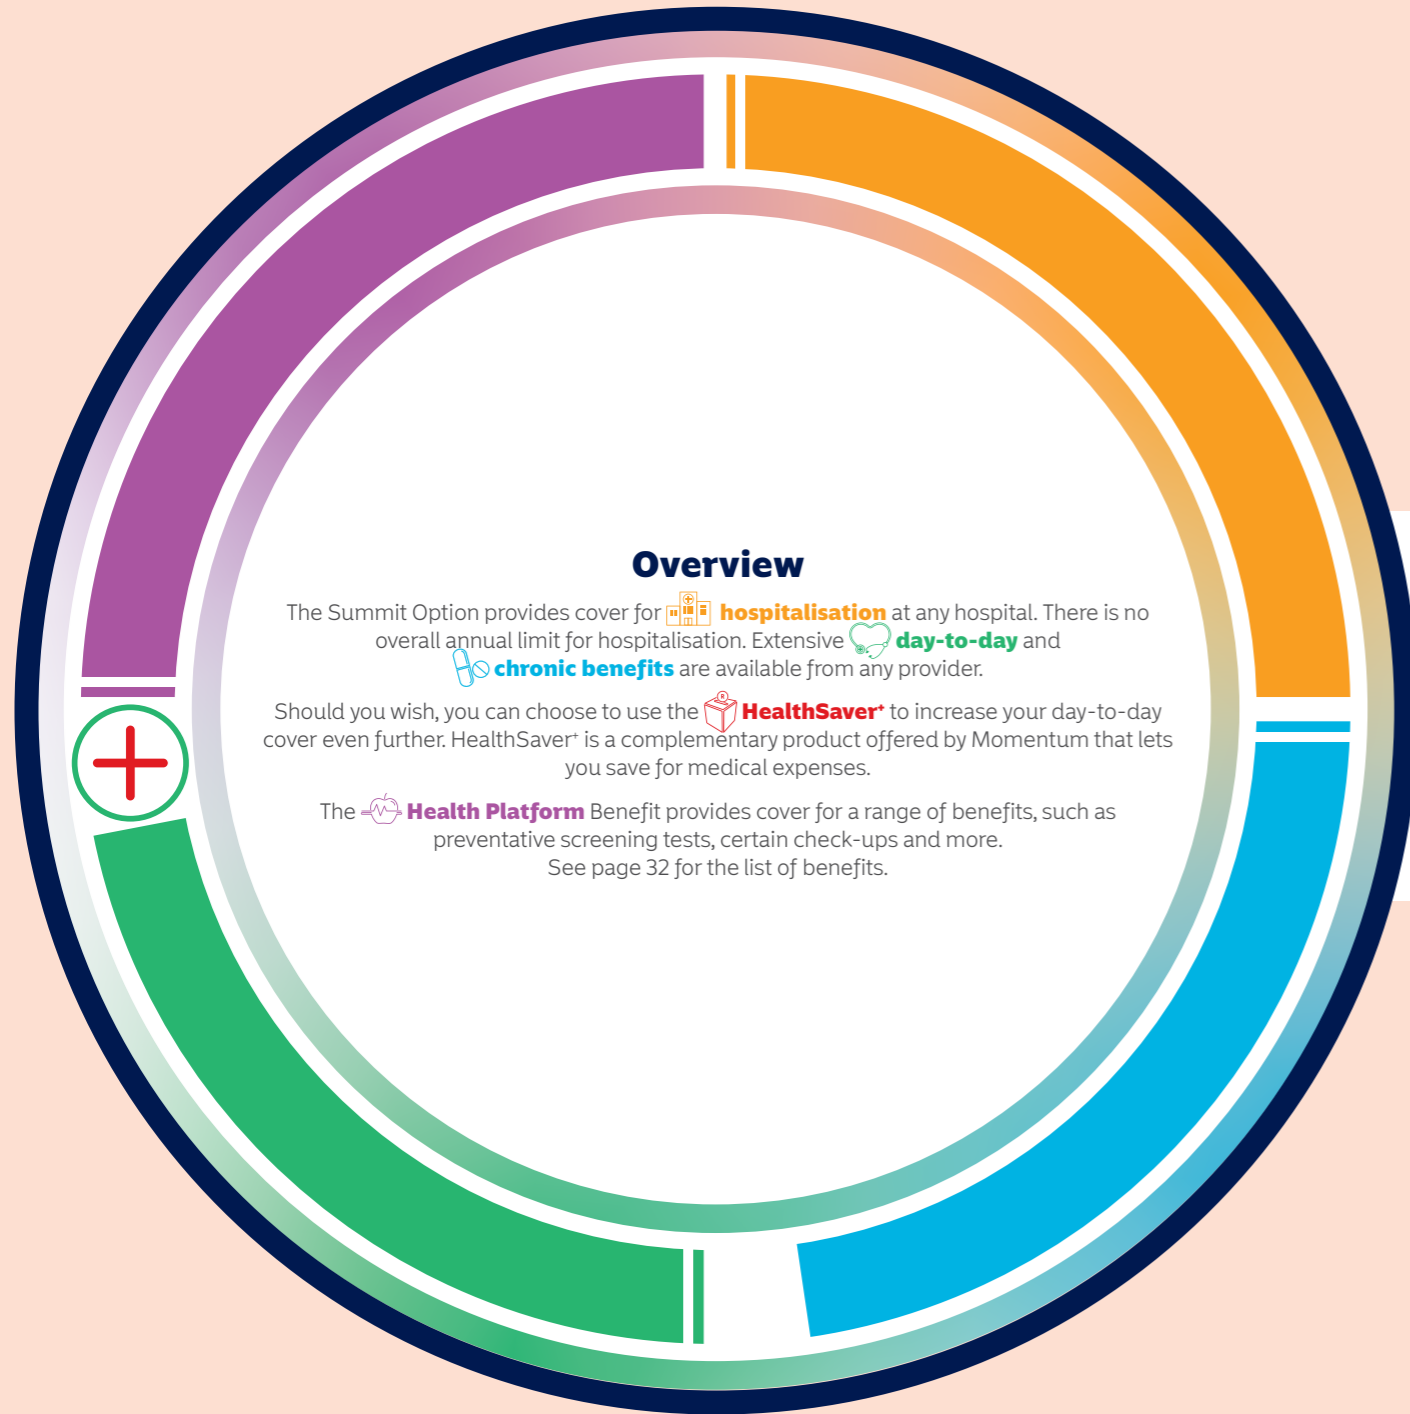 Overview
The Summit Option provides cover for hospitalisation at any hospital. There is no
overall annual limit for hospitalisation. Extensive day-to-day and
chronic benefits are available from any provider.
Should you wish, you can choose to use the HealthSaver⁺ to increase your day-to-day
cover even further. HealthSaver⁺ is a complementary product offered by Momentum that lets
you save for medical expenses.
The Health Platform Benefit provides cover for a range of benefits, such as
preventative screening tests, certain check-ups and more.
See page 32 for the list of benefits.